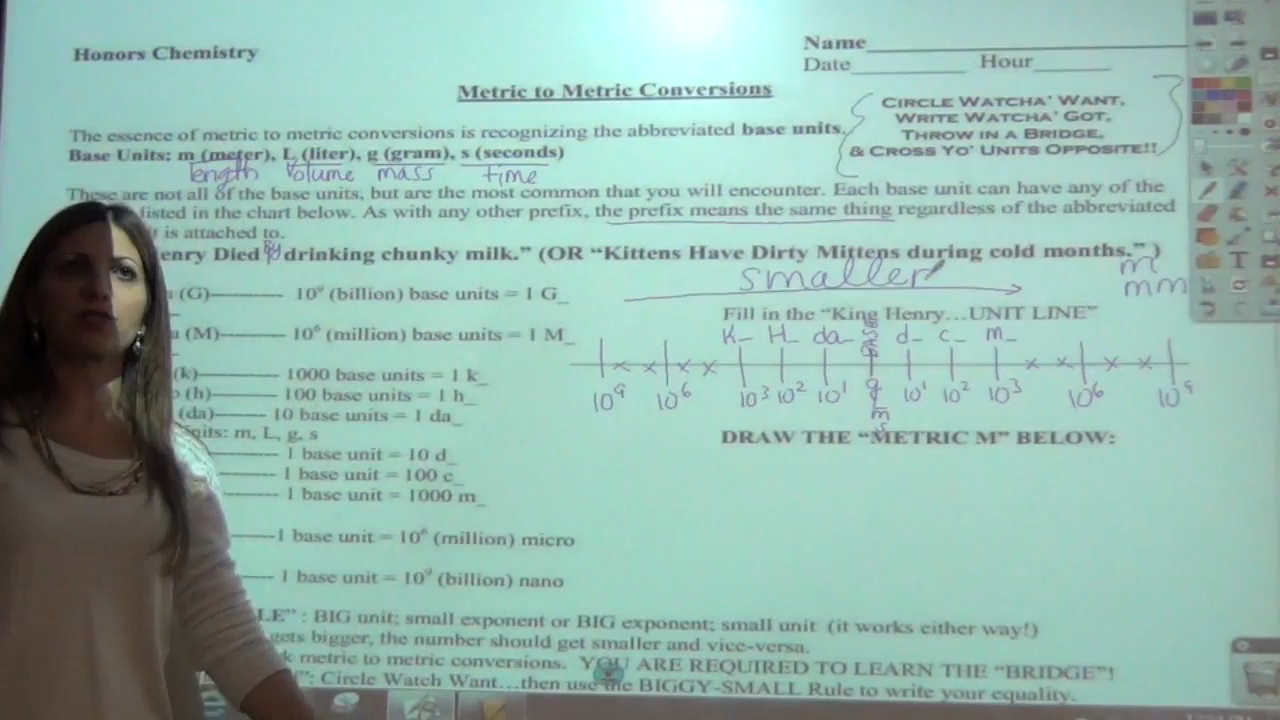 Honors Chemistry
Name
Date Hour
Metric to Metric Conversions
CIRCLE WATCHA' WANT,
WRITE WATCHA' GOT,
THROW IN A BRIDGE,
& CROSS YO' UNITS OPPOSITE!!
The essence of metric to metric conversions is recognizing the abbreviated base units.
Base Units: m (meter), L (liter), g (gram), s (seconds)
length volume mass time
These are not all of the base units, but are the most common that you will encounter. Each base unit can have any of the
listed in the chart below. As with any other prefix, the prefix means the same thing regardless of the abbreviated
is attached to.
enry Died by drinking chunky milk." (OR "Kittens Have Dirty Mittens during cold months." )
smaller
m
mm
(G)——— 10⁹ (billion) base units = 1 G_
Fill in the "King Henry…UNIT LINE"
(M)——— 10⁶ (million) base units = 1 M_
K_ H_ da_ d_ c_ m_
(k)——— 1000 base units = 1 k_
10⁹ 10⁶ 10³ 10² 10¹ g 10¹ 10² 10³ 10⁶ 10⁹
m
s
(h)——— 100 base units = 1 h_
(da)——— 10 base units = 1 da_
nits: m, L, g, s
DRAW THE "METRIC M" BELOW:
——— 1 base unit = 10 d_
——— 1 base unit = 100 c_
——— 1 base unit = 1000 m_
———1 base unit = 10⁶ (million) micro
——— 1 base unit = 10⁹ (billion) nano
LE" : BIG unit; small exponent or BIG exponent; small unit (it works either way!)
gets bigger, the number should get smaller and vice-versa.
metric to metric conversions. YOU ARE REQUIRED TO LEARN THE "BRIDGE"!
": Circle Watch Want…then use the BIGGY-SMALL Rule to write your equality.